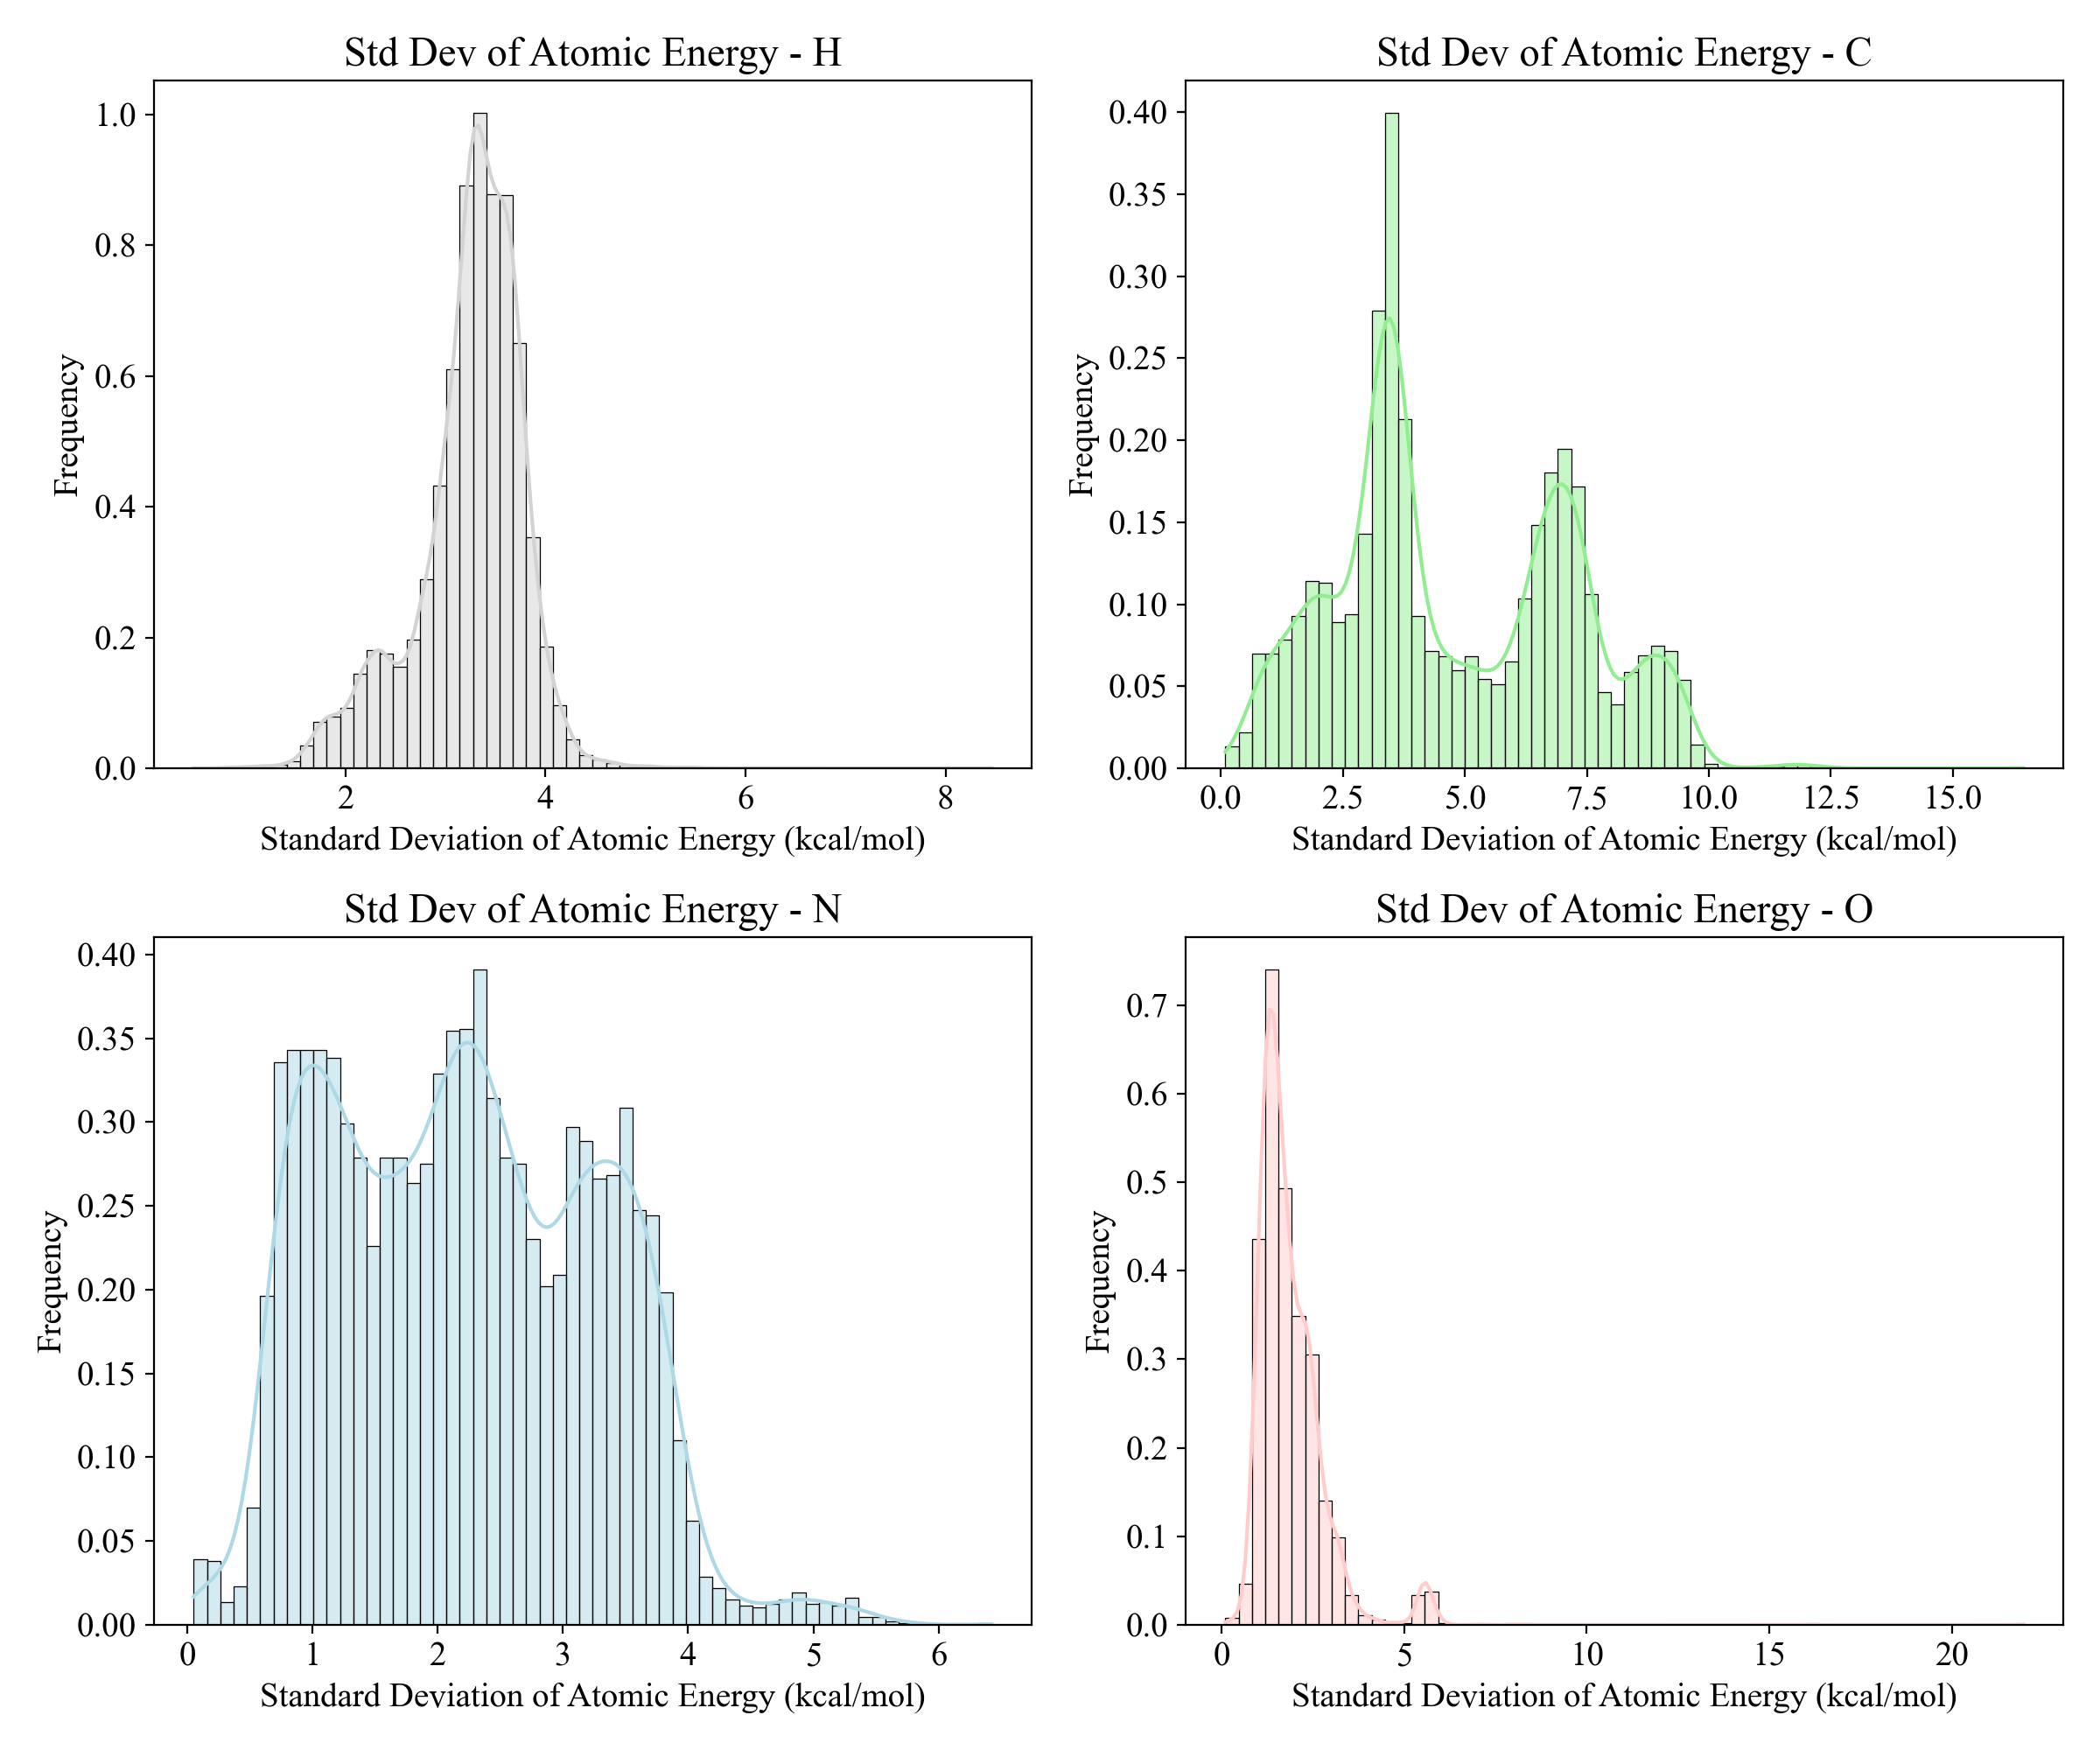 Std Dev of Atomic Energy - H
1.0
0.8
0.6
0.4
0.2
0.0
Frequency
2 4 6 8
Standard Deviation of Atomic Energy (kcal/mol)
Std Dev of Atomic Energy - C
0.40
0.35
0.30
0.25
0.20
0.15
0.10
0.05
0.00
Frequency
0.0 2.5 5.0 7.5 10.0 12.5 15.0
Standard Deviation of Atomic Energy (kcal/mol)
Std Dev of Atomic Energy - N
0.40
0.35
0.30
0.25
0.20
0.15
0.10
0.05
0.00
Frequency
0 1 2 3 4 5 6
Standard Deviation of Atomic Energy (kcal/mol)
Std Dev of Atomic Energy - O
0.7
0.6
0.5
0.4
0.3
0.2
0.1
0.0
Frequency
0 5 10 15 20
Standard Deviation of Atomic Energy (kcal/mol)